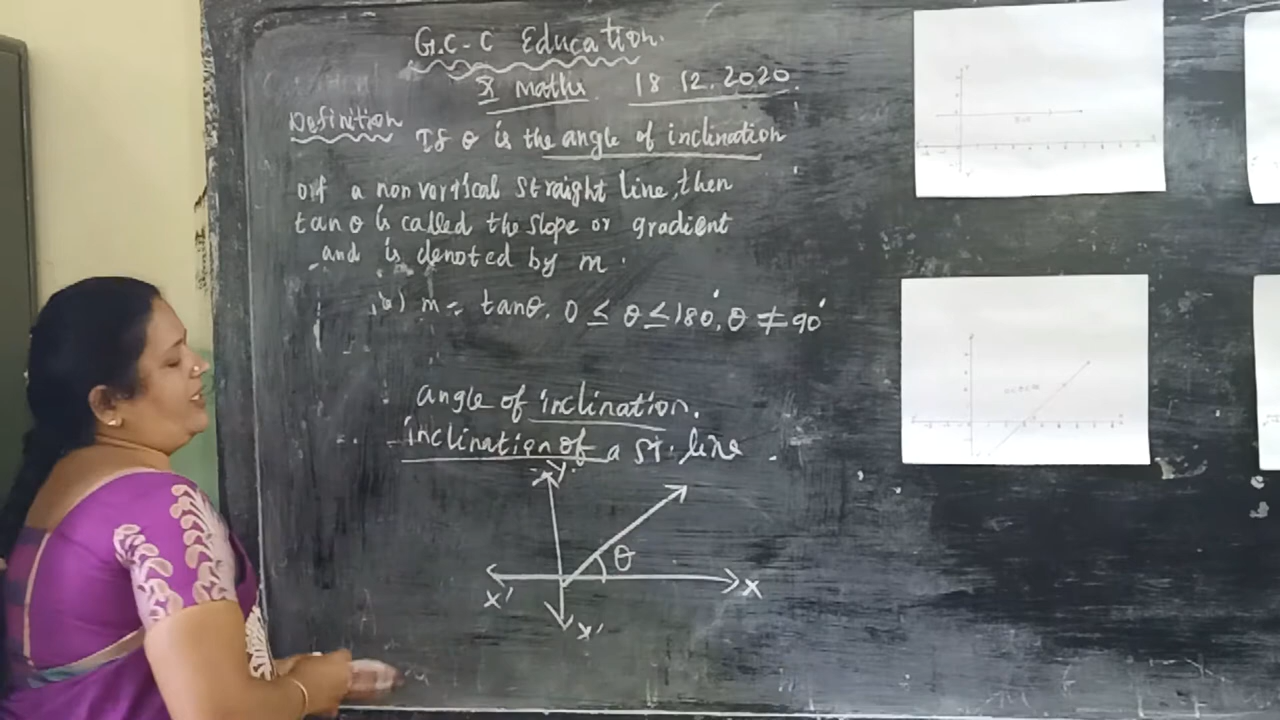 G.C-C Education.
X Maths 18 12.2020.
Definition
If θ is the angle of inclination
of a non vertical straight line, then
tan θ is called the slope or gradient
and is denoted by m.
m = tanθ. 0 ≤ θ ≤ 180°, θ ≠ 90°
angle of inclination.
inclination of a st. line
Y
θ
X' X
X'